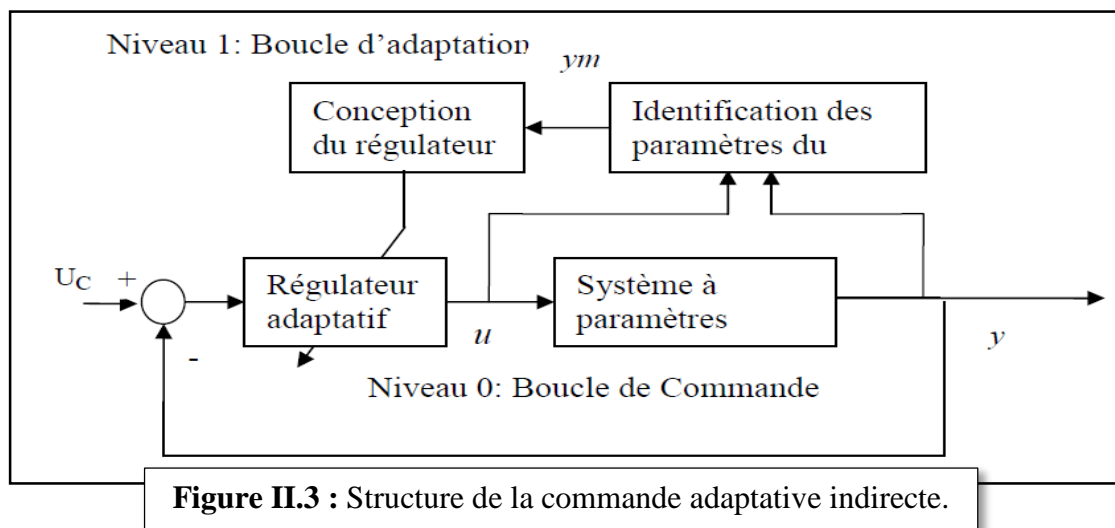 Niveau 1: Boucle d'adaptation
ym
Conception
du régulateur
Identification des
paramètres du
U_C +
-
Régulateur
adaptatif
u
Système à
paramètres
y
Niveau 0: Boucle de Commande
Figure II.3 : Structure de la commande adaptative indirecte.